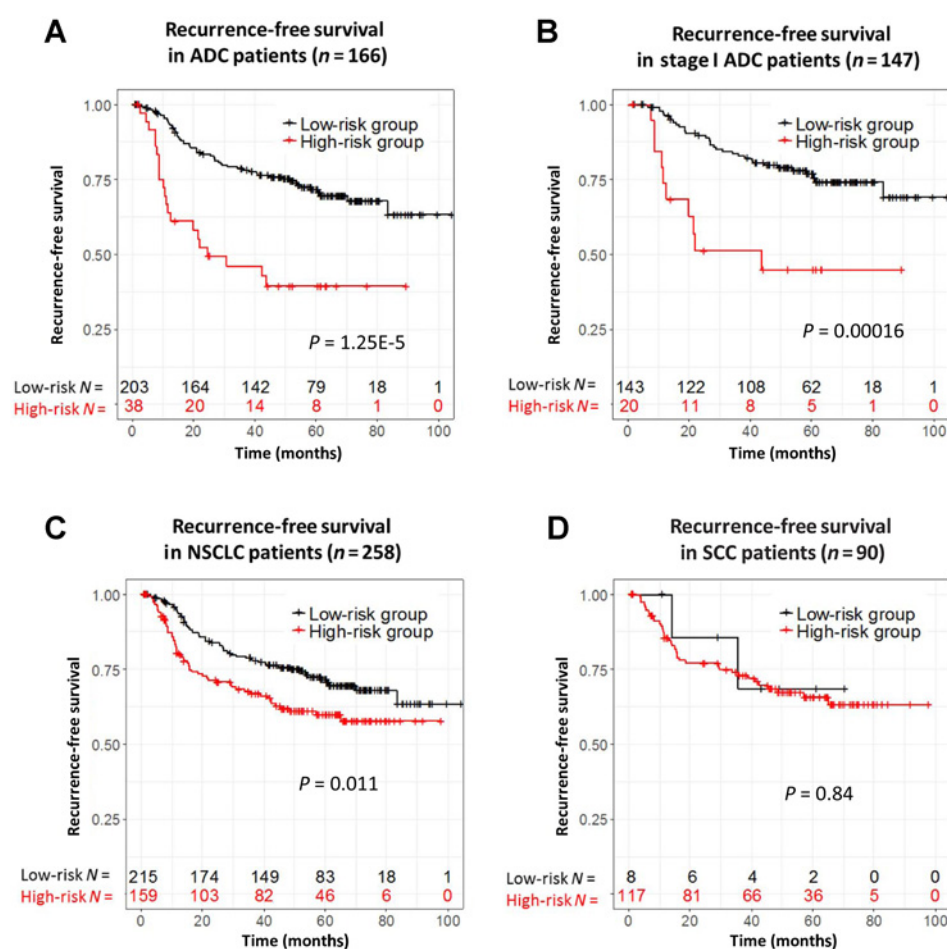 A
Recurrence-free survival
in ADC patients (n = 166)
Recurrence-free survival
1.00
0.75
0.50
0.25
Low-risk group
High-risk group
P = 1.25E-5
Low-risk N = 203 164 142 79 18 1
High-risk N = 38 20 14 8 1 0
0 20 40 60 80 100
Time (months)
B
Recurrence-free survival
in stage I ADC patients (n = 147)
Recurrence-free survival
1.00
0.75
0.50
0.25
Low-risk group
High-risk group
P = 0.00016
Low-risk N = 143 122 108 62 18 1
High-risk N = 20 11 8 5 1 0
0 20 40 60 80 100
Time (months)
C
Recurrence-free survival
in NSCLC patients (n = 258)
Recurrence-free survival
1.00
0.75
0.50
0.25
Low-risk group
High-risk group
P = 0.011
Low-risk N = 215 174 149 83 18 1
High-risk N = 159 103 82 46 6 0
0 20 40 60 80 100
Time (months)
D
Recurrence-free survival
in SCC patients (n = 90)
Recurrence-free survival
1.00
0.75
0.50
0.25
Low-risk group
High-risk group
P = 0.84
Low-risk N = 8 6 4 2 0 0
High-risk N = 117 81 66 36 5 0
0 20 40 60 80 100
Time (months)